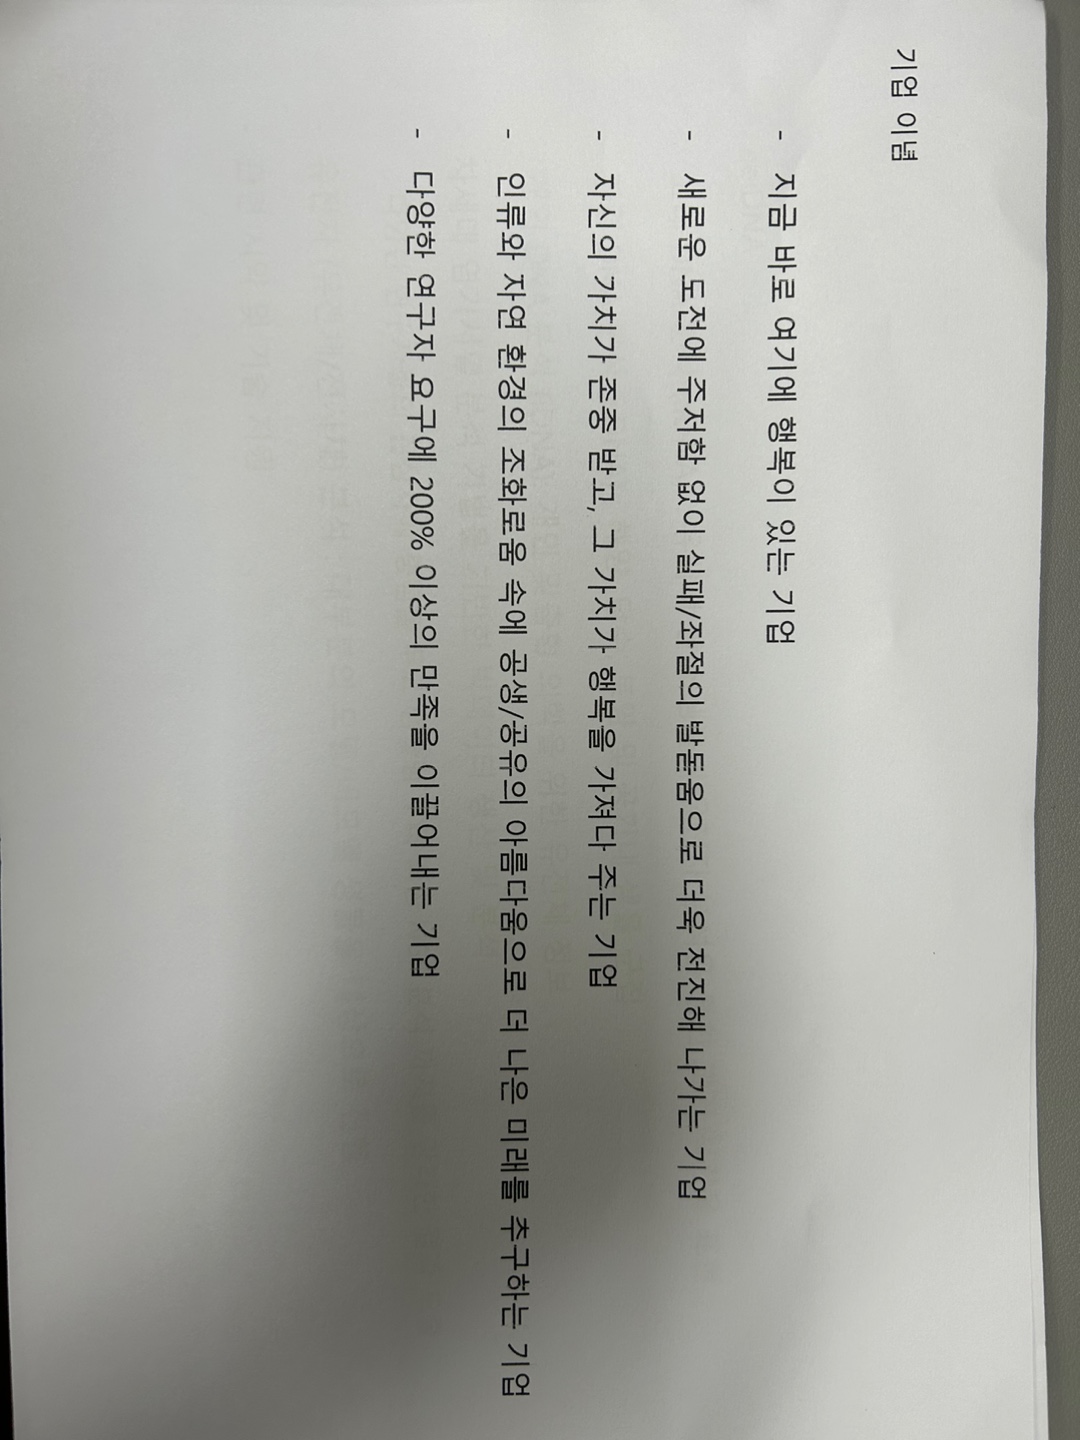 기업 이념
- 지금 바로 여기에 행복이 있는 기업
- 새로운 도전에 주저함 없이 실패/좌절의 발돋움으로 더욱 전진해 나가는 기업
- 자신의 가치가 존중 받고, 그 가치가 행복을 가져다 주는 기업
- 인류와 자연 환경의 조화로움 속에 공생/공유의 아름다움으로 더 나은 미래를 추구하는 기업
- 다양한 연구자 요구에 200% 이상의 만족을 이끌어내는 기업